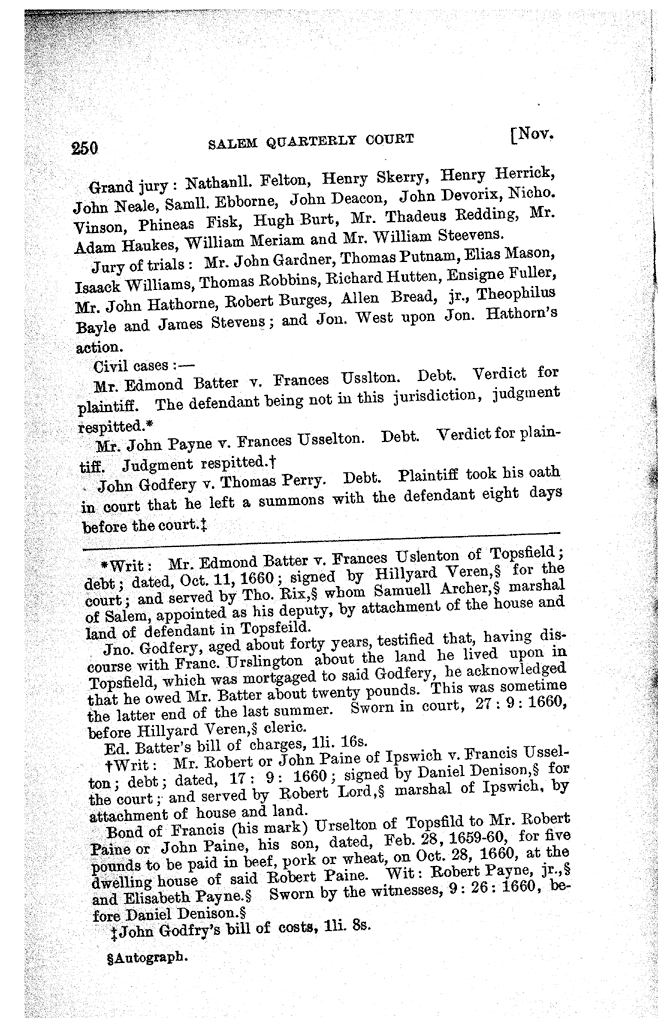 250 SALEM QUARTERLY COURT [Nov.
Grand jury: Nathanll. Felton, Henry Skerry, Henry Herrick,
John Neale, Samll. Ebborne, John Deacon, John Devorix, Nicho.
Vinson, Phineas Fisk, Hugh Burt, Mr. Thadeus Redding, Mr.
Adam Haukes, William Meriam and Mr. William Steevens.
Jury of trials: Mr. John Gardner, Thomas Putnam, Elias Mason,
Isaack Williams, Thomas Robbins, Richard Hutten, Ensigne Fuller,
Mr. John Hathorne, Robert Burges, Allen Bread, jr., Theophilus
Bayle and James Stevens; and Jon. West upon Jon. Hathorn's
action.
Civil cases:—
Mr. Edmond Batter v. Frances Usslton. Debt. Verdict for
plaintiff. The defendant being not in this jurisdiction, judgment
respitted.*
Mr. John Payne v. Frances Usselton. Debt. Verdict for plain-
tiff. Judgment respitted.†
John Godfery v. Thomas Perry. Debt. Plaintiff took his oath
in court that he left a summons with the defendant eight days
before the court.‡
*Writ: Mr. Edmond Batter v. Frances Uslenton of Topsfield;
debt; dated, Oct. 11, 1660; signed by Hillyard Veren,§ for the
court; and served by Tho. Rix,§ whom Samuell Archer,§ marshal
of Salem, appointed as his deputy, by attachment of the house and
land of defendant in Topsfeild.
Jno. Godfery, aged about forty years, testified that, having dis-
course with Franc. Urslington about the land he lived upon in
Topsfield, which was mortgaged to said Godfery, he acknowledged
that he owed Mr. Batter about twenty pounds. This was sometime
the latter end of the last summer. Sworn in court, 27: 9: 1660,
before Hillyard Veren,§ cleric.
Ed. Batter's bill of charges, 1li. 16s.
†Writ: Mr. Robert or John Paine of Ipswich v. Francis Ussel-
ton; debt; dated, 17: 9: 1660; signed by Daniel Denison,§ for
the court; and served by Robert Lord,§ marshal of Ipswich, by
attachment of house and land.
Bond of Francis (his mark) Urselton of Topsfild to Mr. Robert
Paine or John Paine, his son, dated, Feb. 28, 1659-60, for five
pounds to be paid in beef, pork or wheat, on Oct. 28, 1660, at the
dwelling house of said Robert Paine. Wit: Robert Payne, jr.,§
and Elisabeth Payne.§ Sworn by the witnesses, 9: 26: 1660, be-
fore Daniel Denison.§
‡John Godfry's bill of costs, 1li. 8s.
§Autograph.